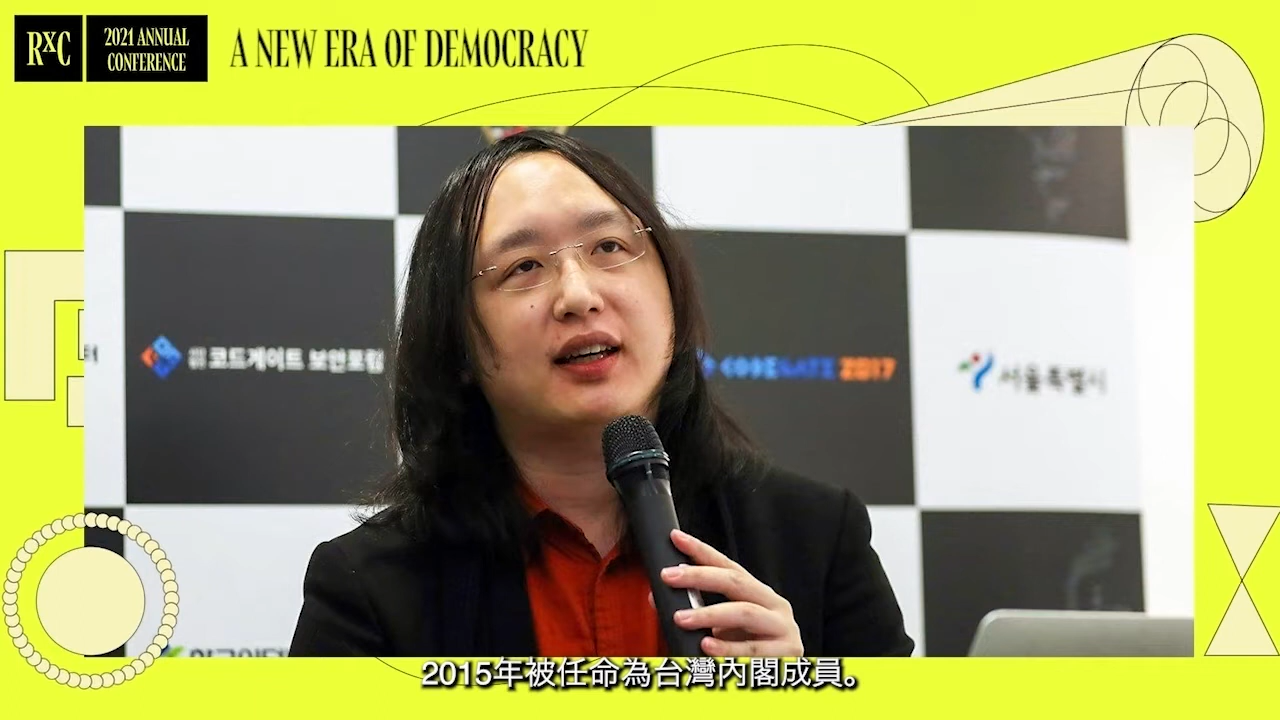 RxC
2021 ANNUAL
CONFERENCE
A NEW ERA OF DEMOCRACY
코드게이트 보안포럼
CODEGATE 2017
서울특별시
2015年被任命為台灣內閣成員。